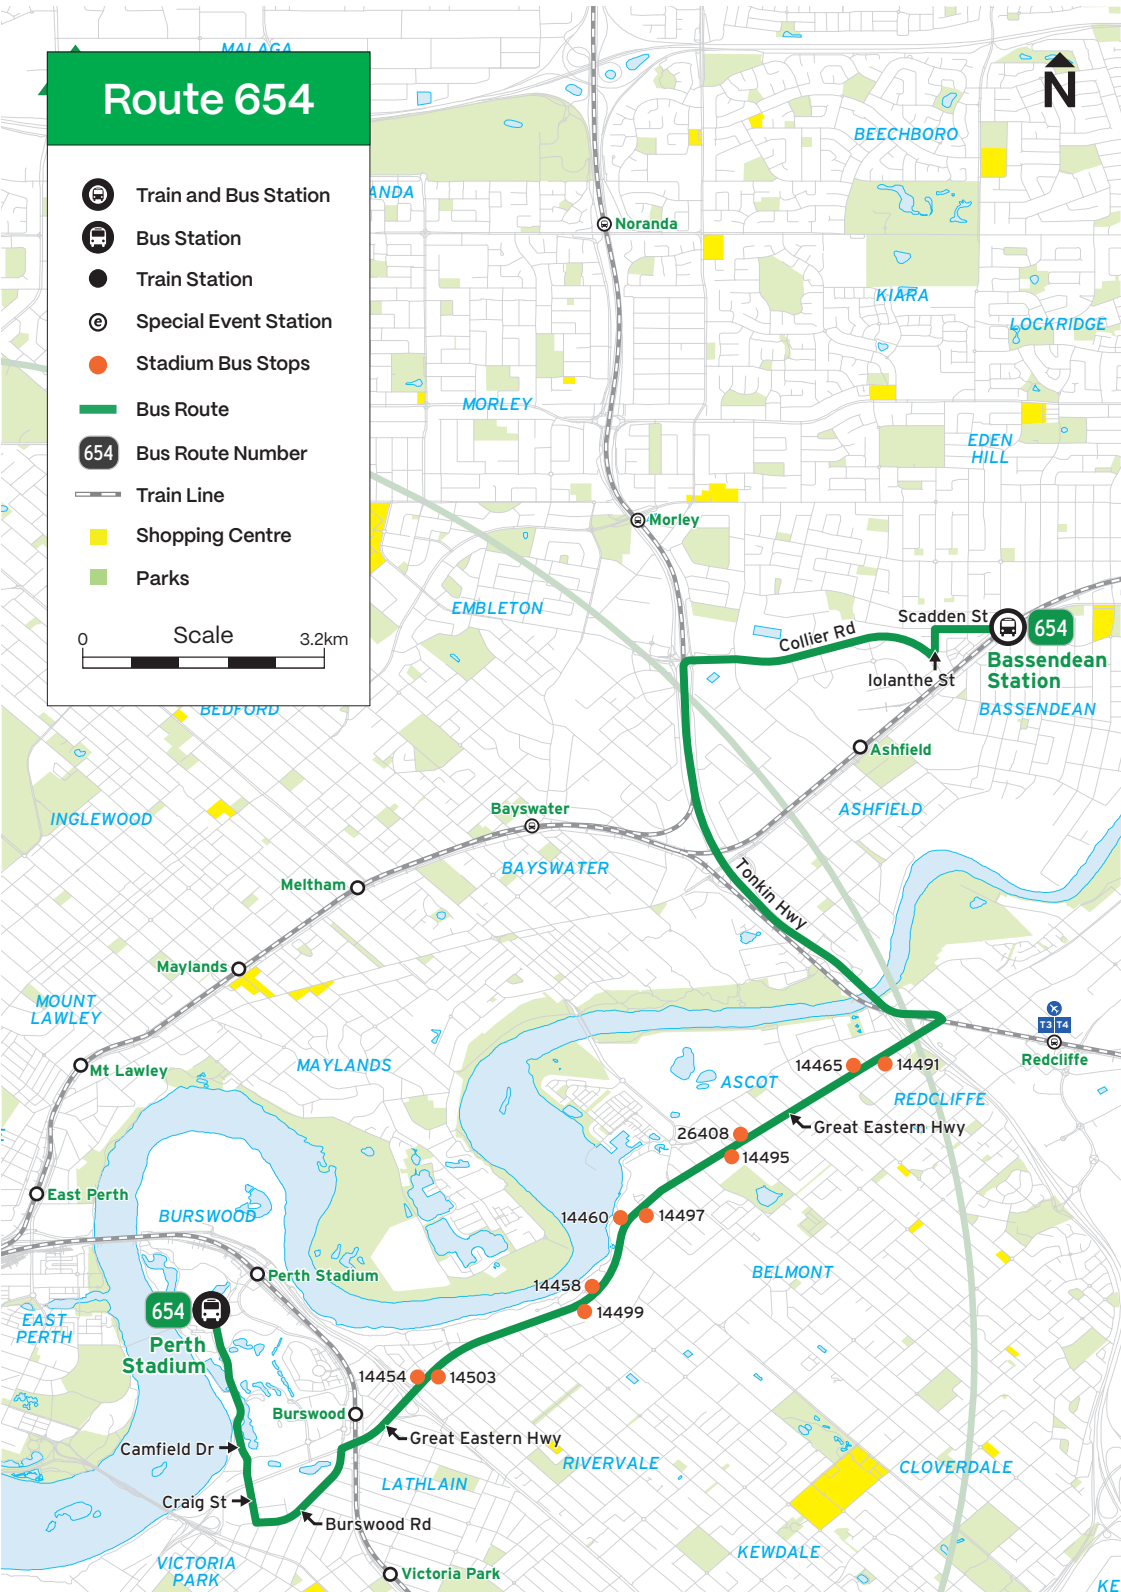 MALAGA
Route 654
N
BEECHBORO
Train and Bus Station
ANDA
Bus Station
Noranda
Train Station
KIARA
e Special Event Station
LOCKRIDGE
Stadium Bus Stops
MORLEY
Bus Route
EDEN
HILL
654 Bus Route Number
Train Line
Morley
Shopping Centre
Parks
EMBLETON
Scadden St
654
Collier Rd
0 Scale 3.2km
Bassendean
Station
Iolanthe St
BEDFORD
BASSENDEAN
Ashfield
Bayswater
ASHFIELD
INGLEWOOD
BAYSWATER
Meltham
Tonkin Hwy
Maylands
MOUNT
LAWLEY
T3 T4
Redcliffe
Mt Lawley
MAYLANDS
14465
14491
ASCOT
REDCLIFFE
26408
Great Eastern Hwy
14495
East Perth
BURSWOOD
14460
14497
Perth Stadium
BELMONT
14458
654
14499
EAST
PERTH
Perth
Stadium
14454
14503
Burswood
Great Eastern Hwy
Camfield Dr
RIVERVALE
CLOVERDALE
LATHLAIN
Craig St
Burswood Rd
KEWDALE
VICTORIA
PARK
Victoria Park
KE